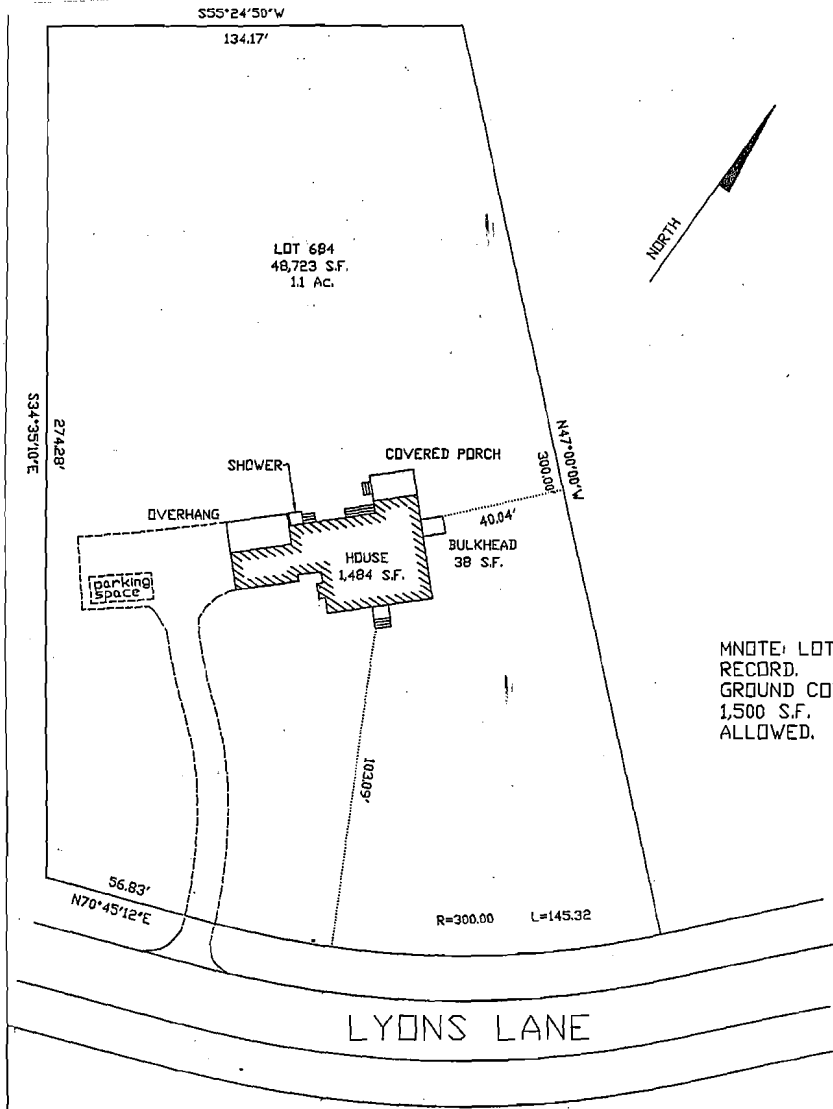 S55°24'50"W
134.17'
LOT 684
48,723 S.F.
1.1 Ac.
NORTH
S34°35'10"E
274.28'
N47°00'00"W
300.00'
SHOWER
COVERED PORCH
OVERHANG
40.04'
BULKHEAD
38 S.F.
HOUSE
1,484 S.F.
parking
space
MNOTE: LOT
RECORD.
GROUND CO
1,500 S.F.
ALLOWED.
103.09'
56.83'
N70°45'12"E
R=300.00 L=145.32
LYONS LANE